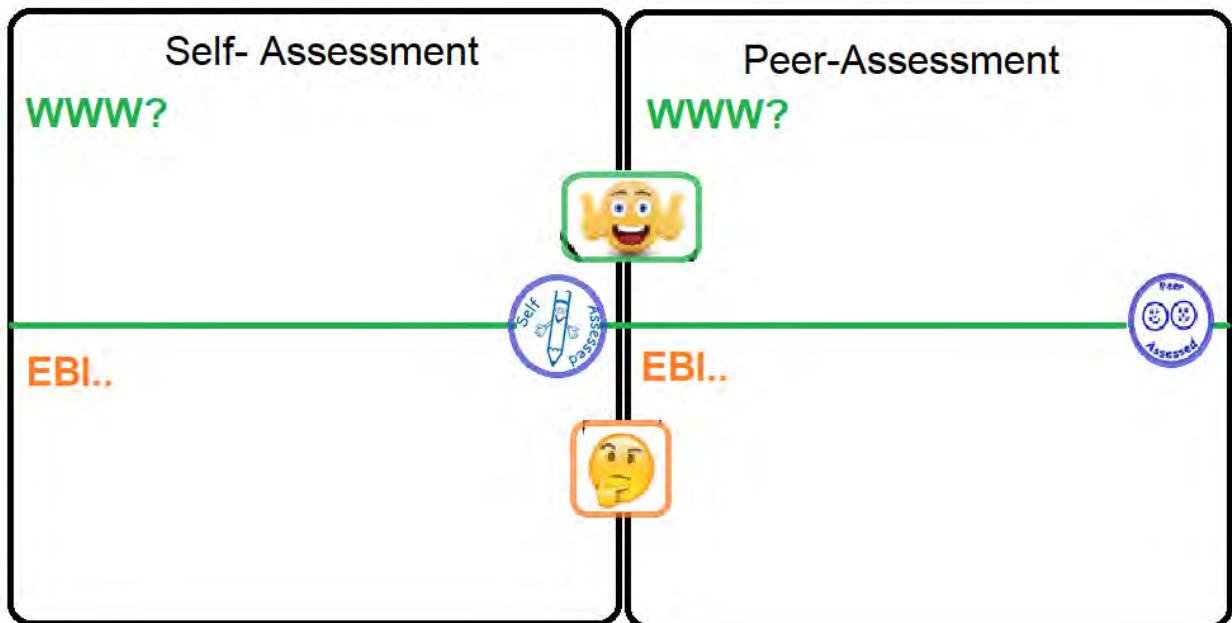 Self- Assessment
WWW?
Self
Assessed
EBI..
Peer-Assessment
WWW?
Peer
Assessed
EBI..